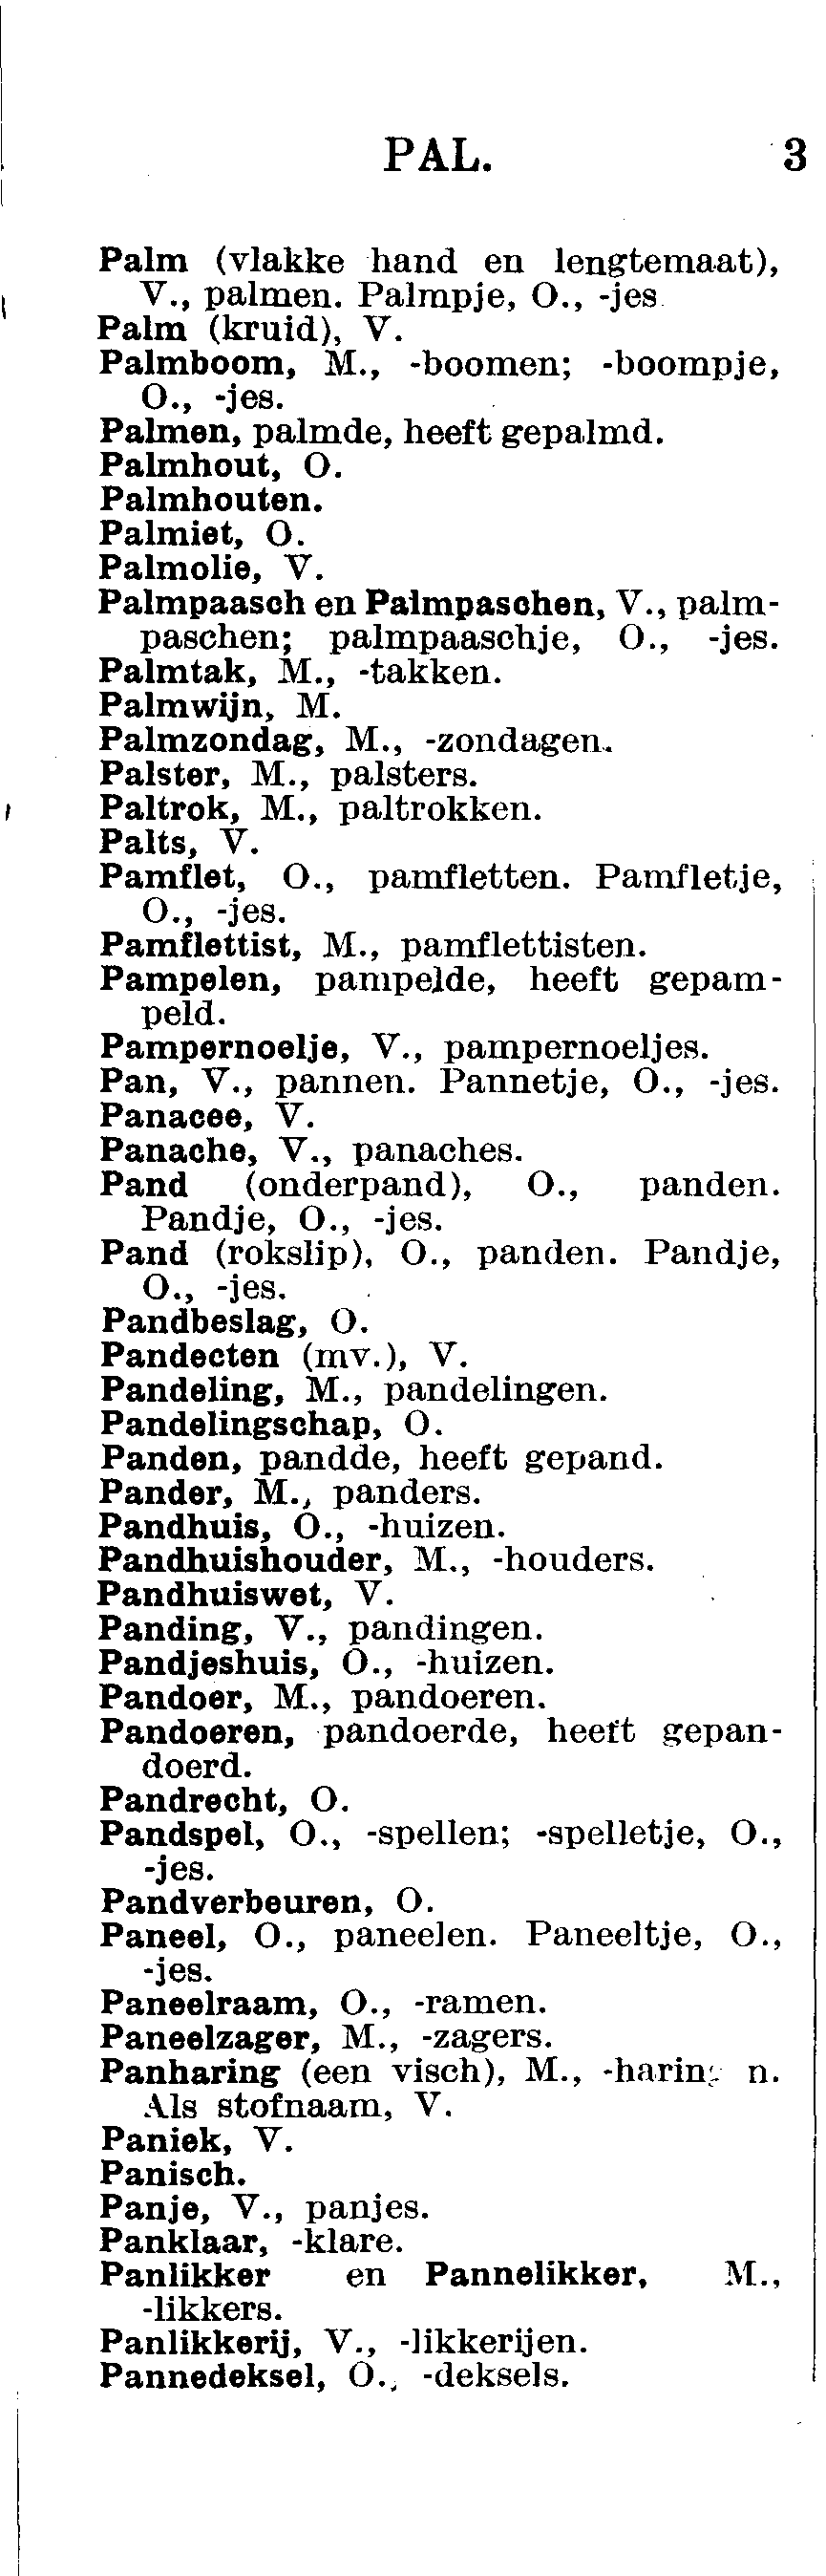 PAL. 3
Palm (vlakke hand en lengtemaat),
V., palmen. Palmpje, O., -jes
Palm (kruid), V.
Palmboom, M., -boomen; -boompje,
O., -jes.
Palmen, palmde, heeft gepalmd.
Palmhout, O.
Palmhouten.
Palmiet, O.
Palmolie, V.
Palmpaasch en Palmpaschen, V., palm-
paschen; palmpaaschje, O., -jes.
Palmtak, M., -takken.
Palmwijn, M.
Palmzondag, M., -zondagen.
Palster, M., palsters.
Paltrok, M., paltrokken.
Palts, V.
Pamflet, O., pamfletten. Pamfletje,
O., -jes.
Pamflettist, M., pamflettisten.
Pampelen, pampelde, heeft gepam-
peld.
Pampernoelje, V., pampernoeljes.
Pan, V., pannen. Pannetje, O., -jes.
Panacee, V.
Panache, V., panaches.
Pand (onderpand), O., panden.
Pandje, O., -jes.
Pand (rokslip), O., panden. Pandje,
O., -jes.
Pandbeslag, O.
Pandecten (mv.), V.
Pandeling, M., pandelingen.
Pandelingschap, O.
Panden, pandde, heeft gepand.
Pander, M., panders.
Pandhuis, O., -huizen.
Pandhuishouder, M., -houders.
Pandhuiswet, V.
Panding, V., pandingen.
Pandjeshuis, O., -huizen.
Pandoer, M., pandoeren.
Pandoeren, pandoerde, heeft gepan-
doerd.
Pandrecht, O.
Pandspel, O., -spellen; -spelletje, O.,
-jes.
Pandverbeuren, O.
Paneel, O., paneelen. Paneeltje, O.,
-jes.
Paneelraam, O., -ramen.
Paneelzager, M., -zagers.
Panharing (een visch), M.,
Als stofnaam, V.
Paniek, V.
Panisch.
Panje, V., panjes.
Panklaar, -klare.
Panlikker en Pannelikker, M.,
-likkers.
Panlikkerij, V., -likkerijen.
Pannedeksel, O., -deksels.